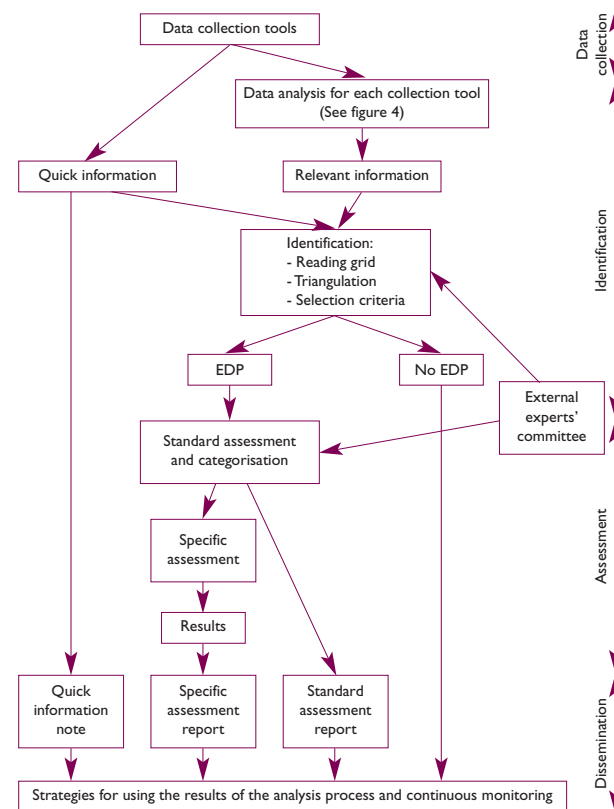 Data collection tools
Data
collection
Data analysis for each collection tool
(See figure 4)
Quick information
Relevant information
Identification:
- Reading grid
- Triangulation
- Selection criteria
Identification
EDP
No EDP
External
experts'
committee
Standard assessment
and categorisation
Specific
assessment
Assessment
Results
Quick
information
note
Specific
assessment
report
Standard
assessment
report
Dissemination
Strategies for using the results of the analysis process and continuous monitoring